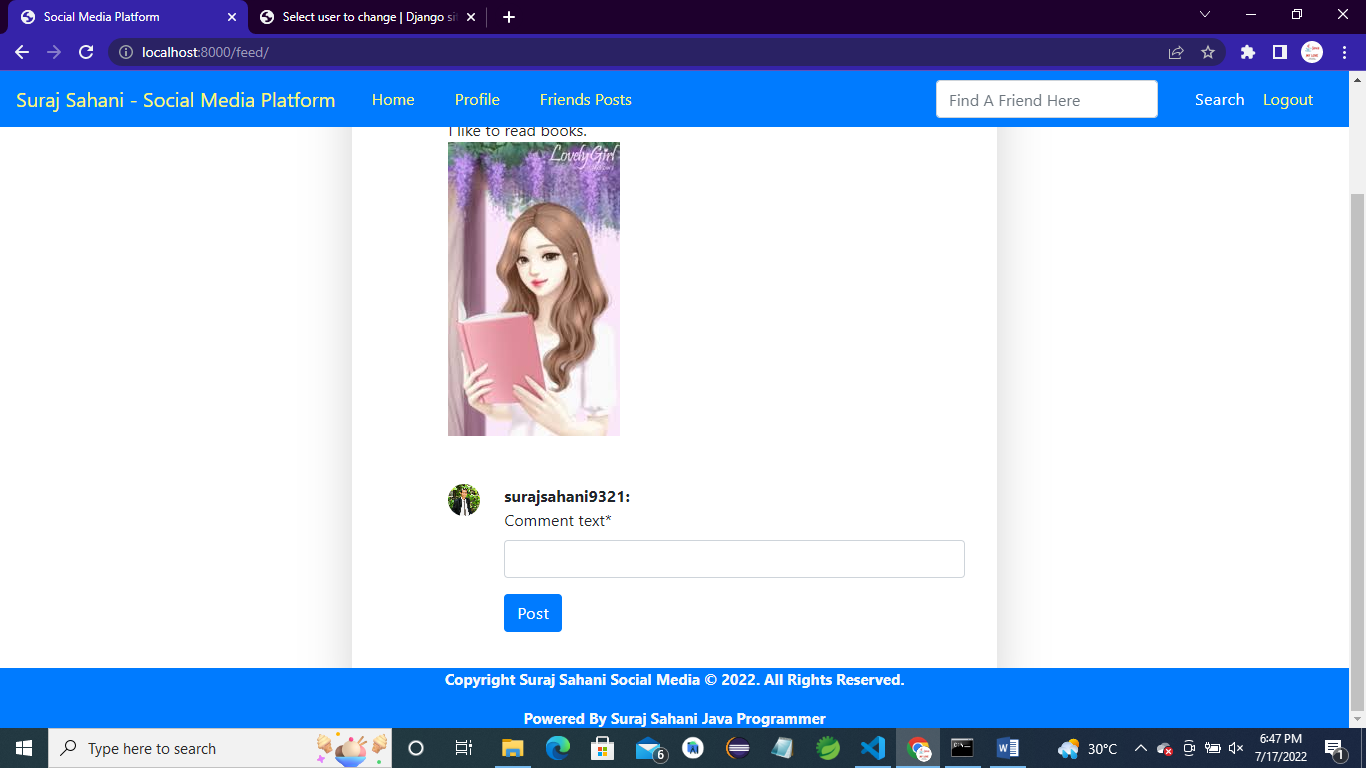 Social Media Platform
Select user to change | Django si
localhost:8000/feed/
Suraj Sahani - Social Media Platform Home Profile Friends Posts Find A Friend Here Search Logout
I like to read books.
LovelyGirl
surajsahani9321:
Comment text*
Post
Copyright Suraj Sahani Social Media © 2022. All Rights Reserved.
Powered By Suraj Sahani Java Programmer
Type here to search 6 30°C 6:47 PM
7/17/2022 1